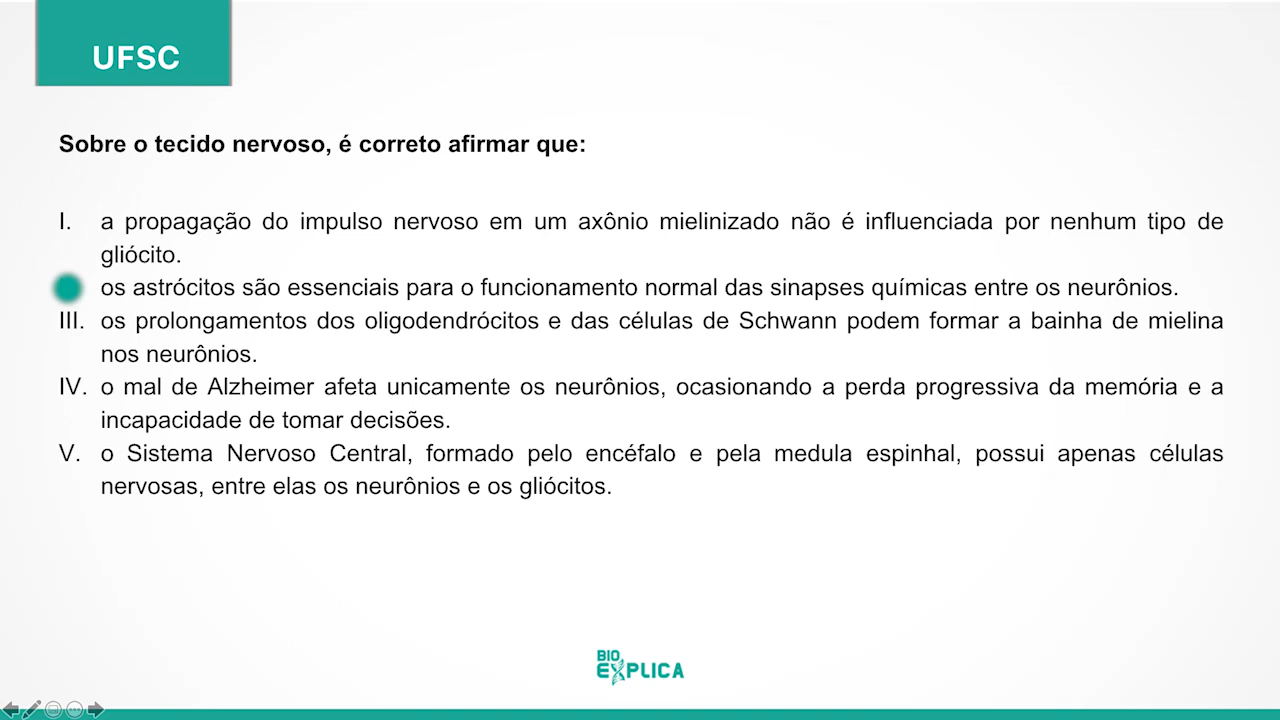 UFSC
Sobre o tecido nervoso, é correto afirmar que:
I. a propagação do impulso nervoso em um axônio mielinizado não é influenciada por nenhum tipo de
gliócito.
os astrócitos são essenciais para o funcionamento normal das sinapses químicas entre os neurônios.
III. os prolongamentos dos oligodendrócitos e das células de Schwann podem formar a bainha de mielina
nos neurônios.
IV. o mal de Alzheimer afeta unicamente os neurônios, ocasionando a perda progressiva da memória e a
incapacidade de tomar decisões.
V. o Sistema Nervoso Central, formado pelo encéfalo e pela medula espinhal, possui apenas células
nervosas, entre elas os neurônios e os gliócitos.
BIO
EXPLICA